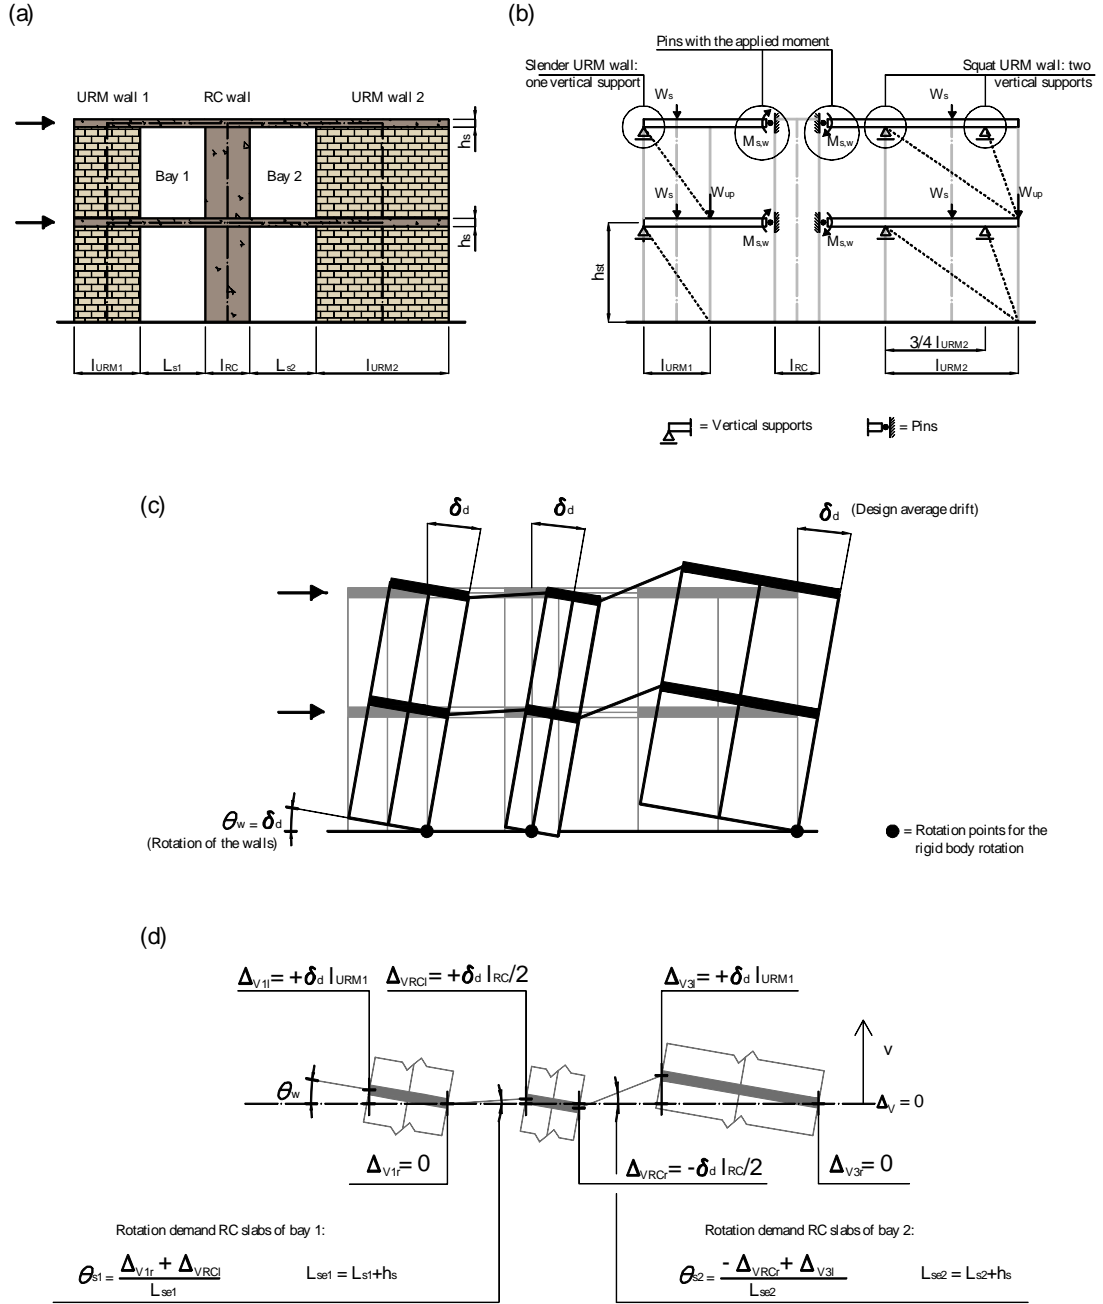 (a)
URM wall 1 RC wall URM wall 2
hs
Bay 1 Bay 2
hs
lURM1 Ls1 lRC Ls2 lURM2
(b)
Pins with the applied moment
Slender URM wall:
one vertical support
Squat URM wall: two
vertical supports
Ws Ws
Ms,w Ms,w
Ws Wup Ws Wup
Ms,w Ms,w
hst
3/4 lURM2
lURM1 lRC lURM2
= Vertical supports = Pins
(c)
δd δd δd (Design average drift)
θw = δd
(Rotation of the walls)
= Rotation points for the
rigid body rotation
(d)
ΔV1l= +δd lURM1 ΔVRCl= +δd lRC/2 ΔV3l= +δd lURM1
v
θw
ΔV = 0
ΔV1r= 0 ΔVRCr= -δd lRC/2 ΔV3r= 0
Rotation demand RC slabs of bay 1: Rotation demand RC slabs of bay 2:
θs1= ΔV1r + ΔVRCl / Lse1 Lse1 = Ls1+hs
θs2= - ΔVRCr + ΔV3l / Lse2 Lse2 = Ls2+hs